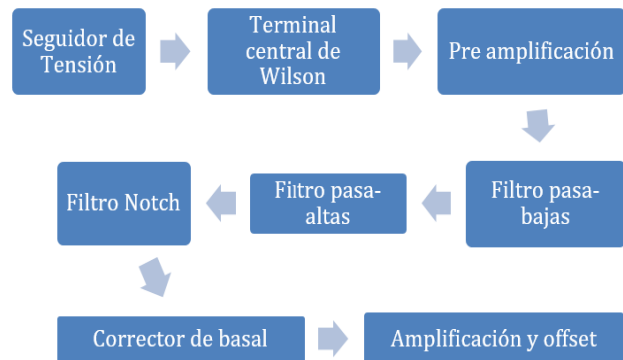 Seguidor de
Tensión
Terminal
central de
Wilson
Pre amplificación
Filtro pasa-
bajas
Filtro pasa-
altas
Filtro Notch
Corrector de basal
Amplificación y offset